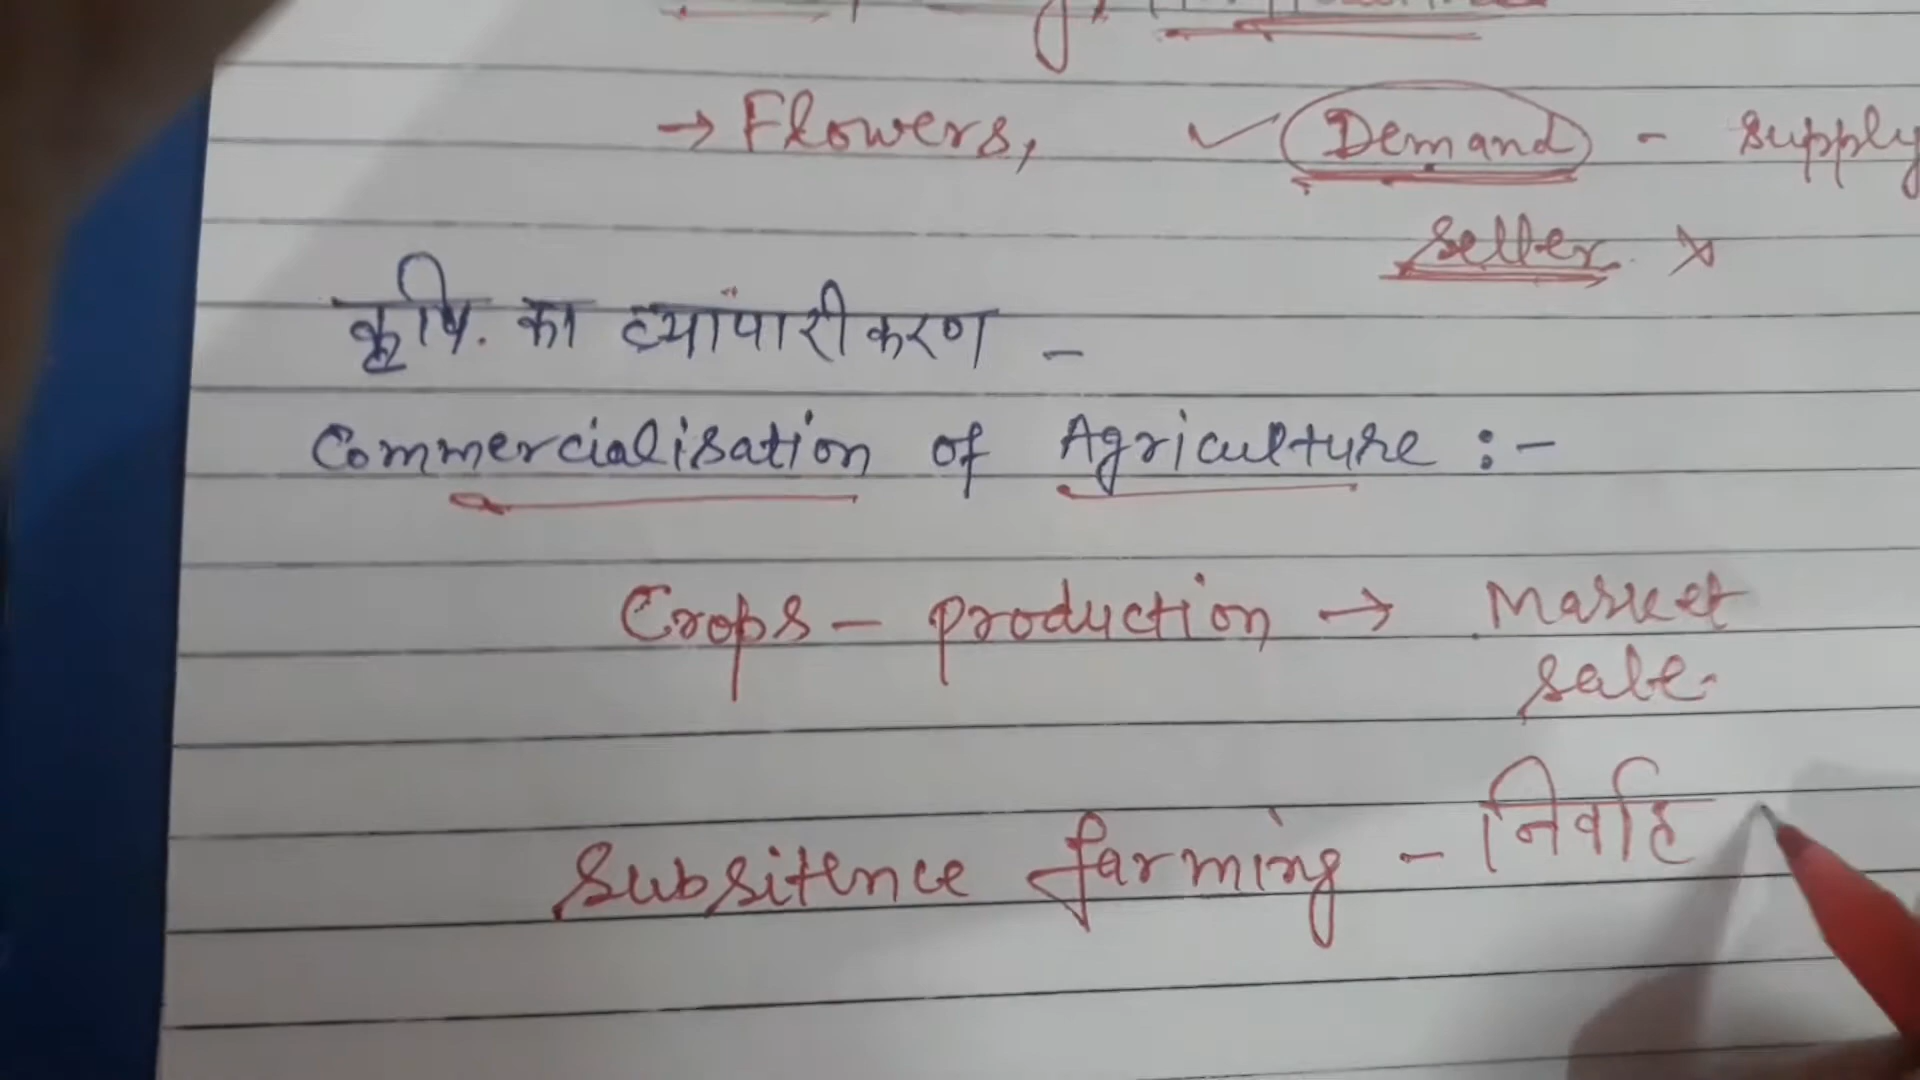 → Flowers, ✓ Demand - supply
seller. ×
कृषि. का व्यापारीकरण -
Commercialisation of Agriculture :-
Crops - production → Market
sale.
Subsitence farming - निर्वाह